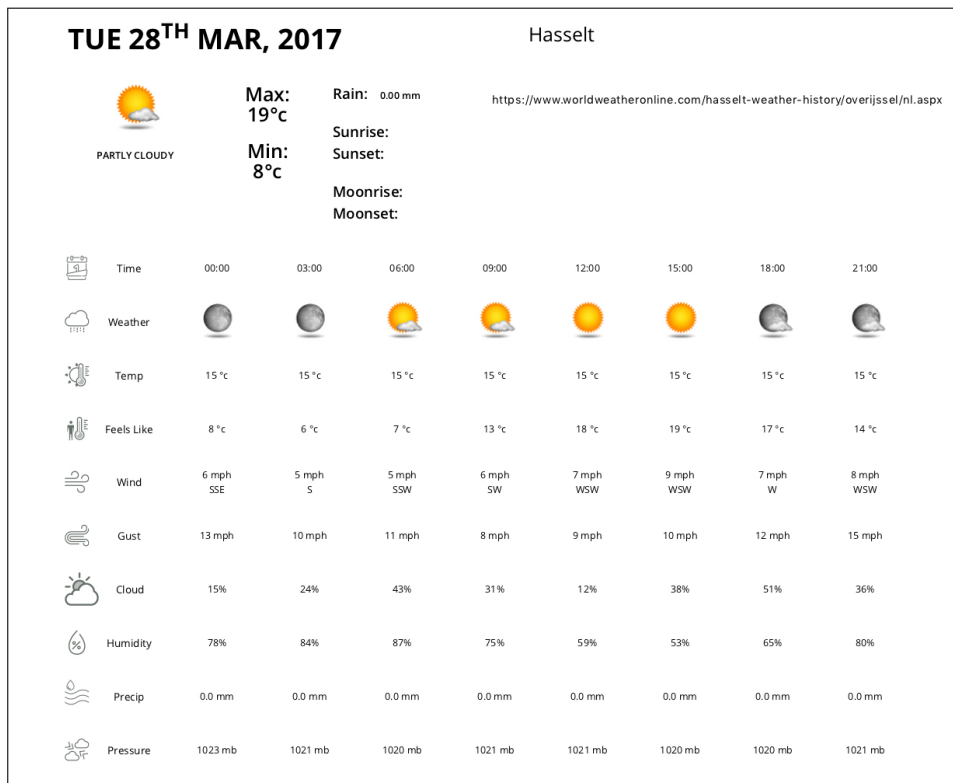 TUE 28TH MAR, 2017 Hasselt
Max:
19°c
Rain: 0.00 mm
https://www.worldweatheronline.com/hasselt-weather-history/overijssel/nl.aspx
Sunrise:
PARTLY CLOUDY
Min:
8°c
Sunset:
Moonrise:
Moonset:
Time 00:00 03:00 06:00 09:00 12:00 15:00 18:00 21:00
Weather
Temp 15 °c 15 °c 15 °c 15 °c 15 °c 15 °c 15 °c 15 °c
Feels Like 8 °c 6 °c 7 °c 13 °c 18 °c 19 °c 17 °c 14 °c
Wind 6 mph 5 mph 5 mph 6 mph 7 mph 9 mph 7 mph 8 mph
SSE S SSW SW WSW WSW W WSW
Gust 13 mph 10 mph 11 mph 8 mph 9 mph 10 mph 12 mph 15 mph
Cloud 15% 24% 43% 31% 12% 38% 51% 36%
% Humidity 78% 84% 87% 75% 59% 53% 65% 80%
Precip 0.0 mm 0.0 mm 0.0 mm 0.0 mm 0.0 mm 0.0 mm 0.0 mm 0.0 mm
Pressure 1023 mb 1021 mb 1020 mb 1021 mb 1021 mb 1020 mb 1020 mb 1021 mb